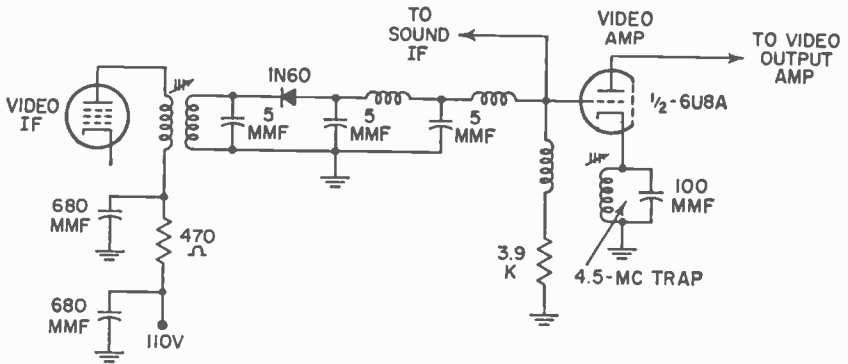 TO
SOUND
IF
VIDEO
AMP
TO VIDEO
OUTPUT
AMP
1N60
VIDEO
IF
5
MMF
5
MMF
5
MMF
½-6U8A
680
MMF
470
Ω
100
MMF
3.9
K
4.5-MC TRAP
680
MMF
110V